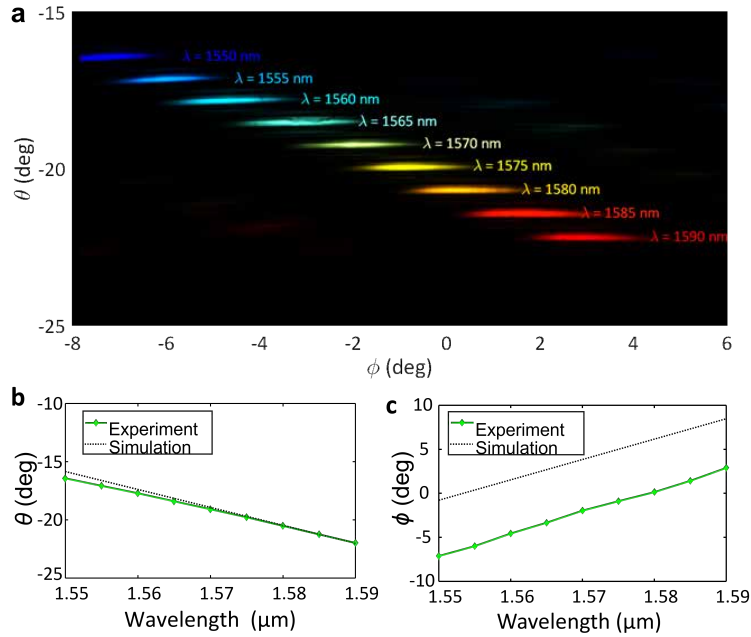 a
-15
λ = 1550 nm
λ = 1555 nm
λ = 1560 nm
λ = 1565 nm
λ = 1570 nm
λ = 1575 nm
λ = 1580 nm
λ = 1585 nm
λ = 1590 nm
θ (deg)
-20
-25
-8 -6 -4 -2 0 2 4 6
ϕ (deg)
b
-10
-15
-20
-25
θ (deg)
Experiment
Simulation
1.55 1.56 1.57 1.58 1.59
Wavelength (μm)
c
10
5
0
-5
-10
ϕ (deg)
Experiment
Simulation
1.55 1.56 1.57 1.58 1.59
Wavelength (μm)